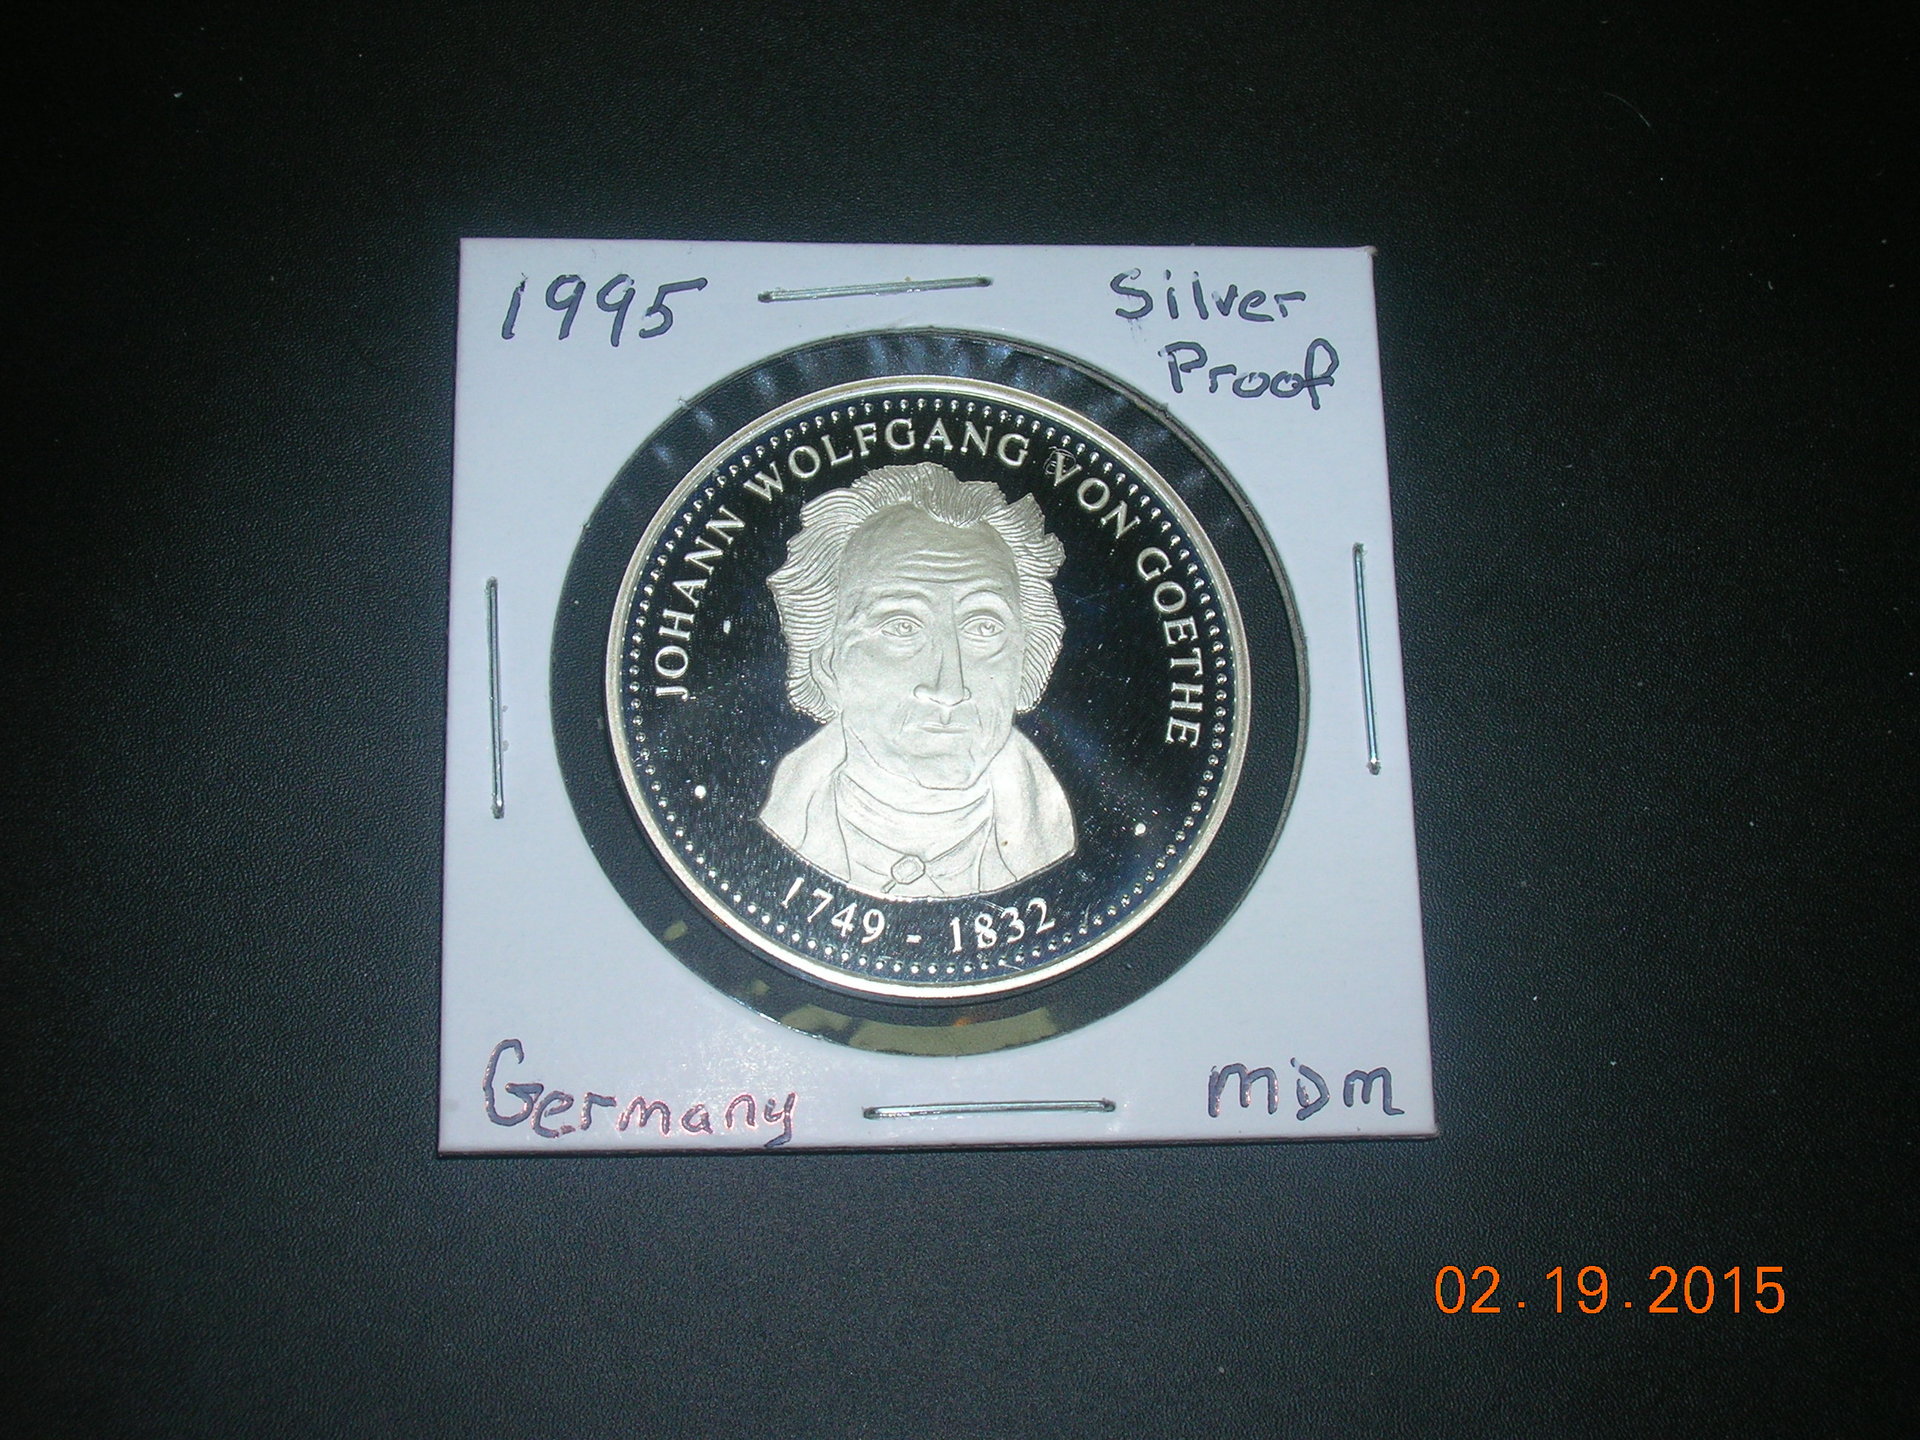 1995
Silver
Proof
JOHANN WOLFGANG VON GOETHE
1749 - 1832
Germany
MDM
02.19.2015